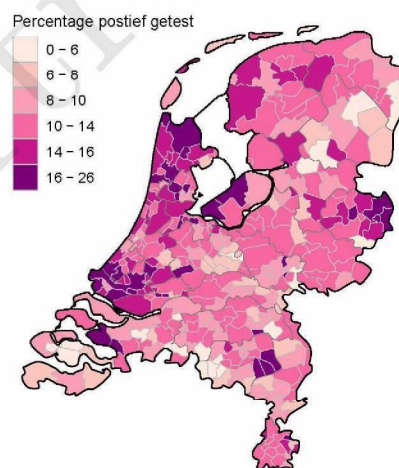 Percentage postief getest
0 – 6
6 – 8
8 – 10
10 – 14
14 – 16
16 – 26